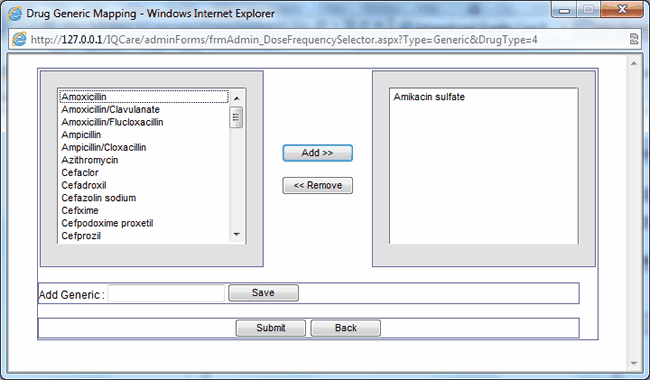 Drug Generic Mapping - Windows Internet Explorer
http://127.0.0.1/IQCare/adminForms/frmAdmin_DoseFrequencySelector.aspx?Type=Generic&DrugType=4
Amoxicillin
Amoxicillin/Clavulanate
Amoxicillin/Flucloxacillin
Ampicillin
Ampicillin/Cloxacillin
Azithromycin
Cefaclor
Cefadroxil
Cefazolin sodium
Cefixime
Cefpodoxime proxetil
Cefprozil
Add >>
<< Remove
Amikacin sulfate
Add Generic : Save
Submit Back